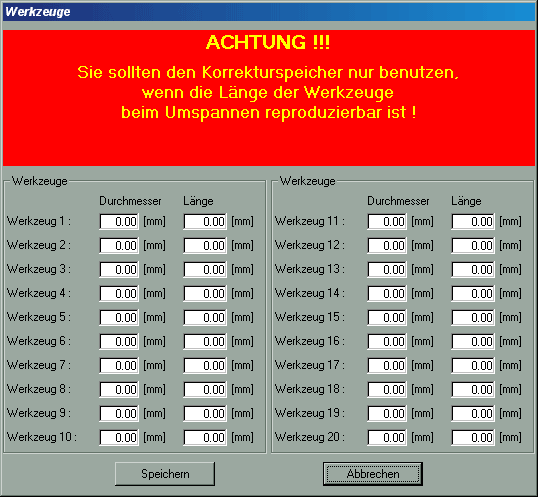 Werkzeuge
ACHTUNG !!!
Sie sollten den Korrekturspeicher nur benutzen,
wenn die Länge der Werkzeuge
beim Umspannen reproduzierbar ist !
Werkzeuge
Durchmesser Länge
Werkzeug 1 : 0.00 [mm] 0.00 [mm]
Werkzeug 2 : 0.00 [mm] 0.00 [mm]
Werkzeug 3 : 0.00 [mm] 0.00 [mm]
Werkzeug 4 : 0.00 [mm] 0.00 [mm]
Werkzeug 5 : 0.00 [mm] 0.00 [mm]
Werkzeug 6 : 0.00 [mm] 0.00 [mm]
Werkzeug 7 : 0.00 [mm] 0.00 [mm]
Werkzeug 8 : 0.00 [mm] 0.00 [mm]
Werkzeug 9 : 0.00 [mm] 0.00 [mm]
Werkzeug 10 : 0.00 [mm] 0.00 [mm]
Werkzeuge
Durchmesser Länge
Werkzeug 11 : 0.00 [mm] 0.00 [mm]
Werkzeug 12 : 0.00 [mm] 0.00 [mm]
Werkzeug 13 : 0.00 [mm] 0.00 [mm]
Werkzeug 14 : 0.00 [mm] 0.00 [mm]
Werkzeug 15 : 0.00 [mm] 0.00 [mm]
Werkzeug 16 : 0.00 [mm] 0.00 [mm]
Werkzeug 17 : 0.00 [mm] 0.00 [mm]
Werkzeug 18 : 0.00 [mm] 0.00 [mm]
Werkzeug 19 : 0.00 [mm] 0.00 [mm]
Werkzeug 20 : 0.00 [mm] 0.00 [mm]
Speichern Abbrechen